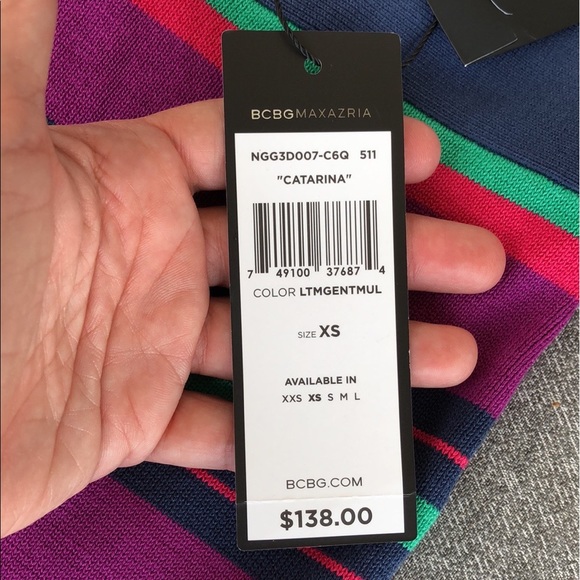 BCBGMAXAZRIA
NGG3D007-C6Q 511
"CATARINA"
7 49100 37687 4
COLOR LTMGENTMUL
SIZE XS
AVAILABLE IN
XXS XS S M L
BCBG.COM
$138.00